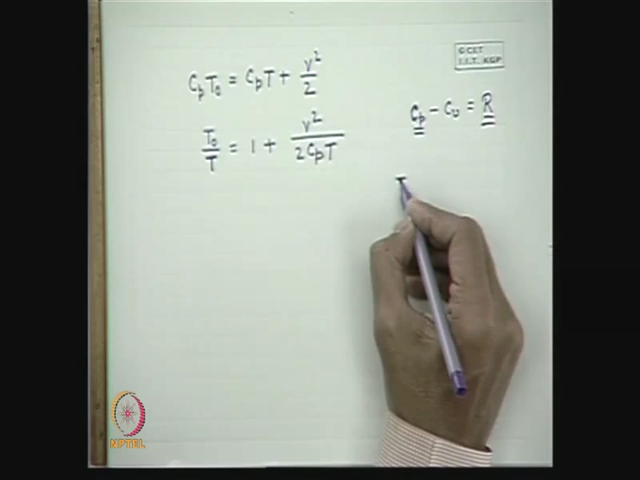 CpT₀ = CpT + V²/2
© CET
I.I.T. KGP
Cp - Cv = R
T₀/T = 1 + V²/2CpT
NPTEL